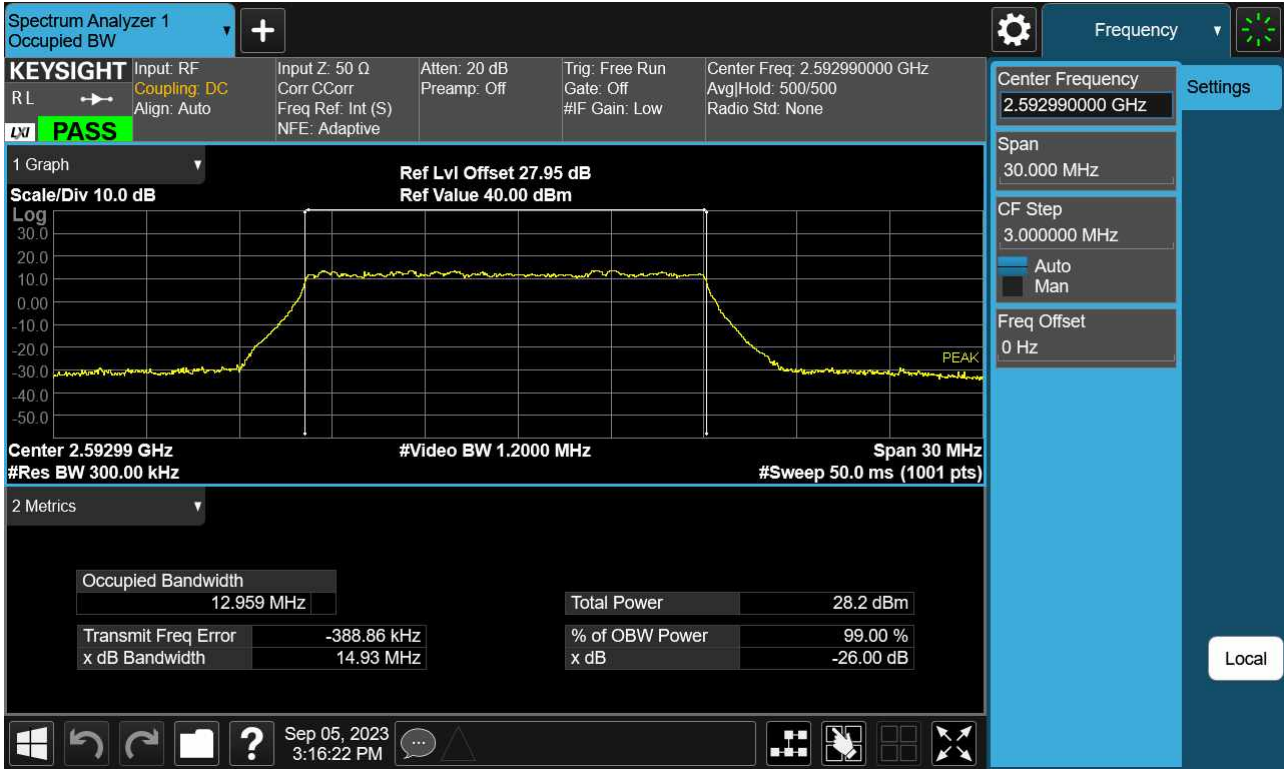 Spectrum Analyzer 1
Occupied BW
Frequency
KEYSIGHT
R L
LXI
PASS
Input: RF
Coupling: DC
Align: Auto
Input Z: 50 Ω
Corr CCorr
Freq Ref: Int (S)
NFE: Adaptive
Atten: 20 dB
Preamp: Off
Trig: Free Run
Gate: Off
#IF Gain: Low
Center Freq: 2.592990000 GHz
Avg|Hold: 500/500
Radio Std: None
1 Graph
Ref Lvl Offset 27.95 dB
Scale/Div 10.0 dB
Ref Value 40.00 dBm
Log
30.0
20.0
10.0
0.00
-10.0
-20.0
-30.0
-40.0
-50.0
PEAK
Center 2.59299 GHz
#Video BW 1.2000 MHz
Span 30 MHz
#Res BW 300.00 kHz
#Sweep 50.0 ms (1001 pts)
2 Metrics
Occupied Bandwidth
12.959 MHz
Transmit Freq Error -388.86 kHz
x dB Bandwidth 14.93 MHz
Total Power 28.2 dBm
% of OBW Power 99.00 %
x dB -26.00 dB
Center Frequency
2.592990000 GHz
Span
30.000 MHz
CF Step
3.000000 MHz
Auto
Man
Freq Offset
0 Hz
Settings
Local
?
Sep 05, 2023
3:16:22 PM